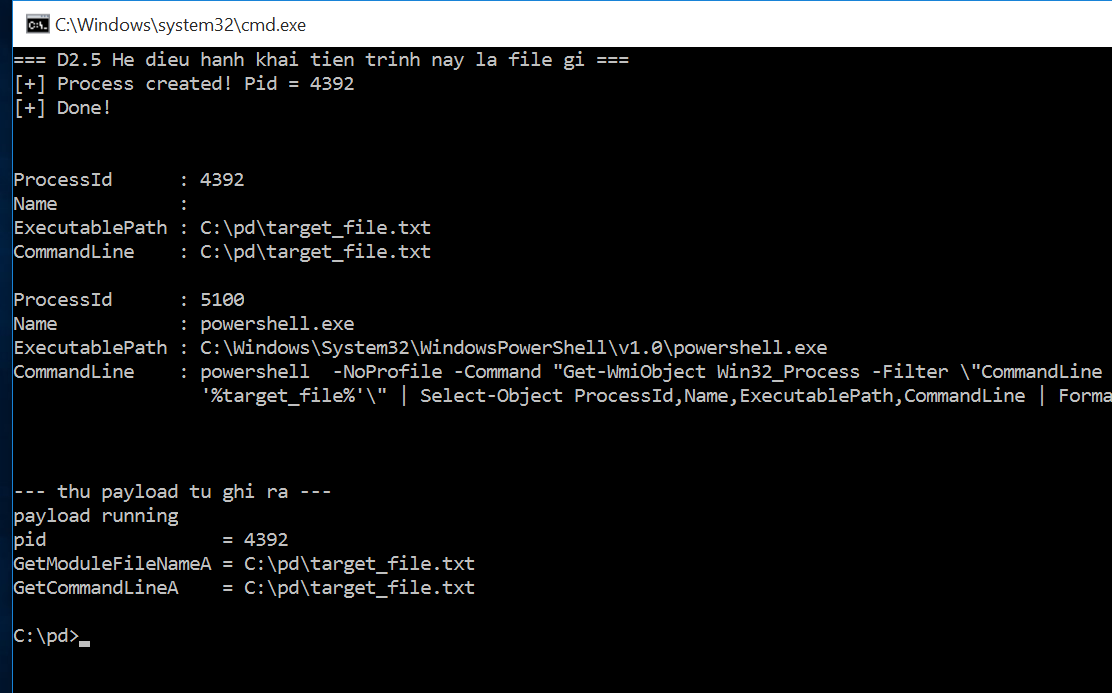 C:\Windows\system32\cmd.exe
=== D2.5 He dieu hanh khai tien trinh nay la file gi ===
[+] Process created! Pid = 4392
[+] Done!
ProcessId      : 4392
Name           :
ExecutablePath : C:\pd\target_file.txt
CommandLine    : C:\pd\target_file.txt
ProcessId      : 5100
Name           : powershell.exe
ExecutablePath : C:\Windows\System32\WindowsPowerShell\v1.0\powershell.exe
CommandLine    : powershell  -NoProfile -Command "Get-WmiObject Win32_Process -Filter \"CommandLine
'%target_file%'\" | Select-Object ProcessId,Name,ExecutablePath,CommandLine | Forma
--- thu payload tu ghi ra ---
payload running
pid                = 4392
GetModuleFileNameA = C:\pd\target_file.txt
GetCommandLineA    = C:\pd\target_file.txt
C:\pd>